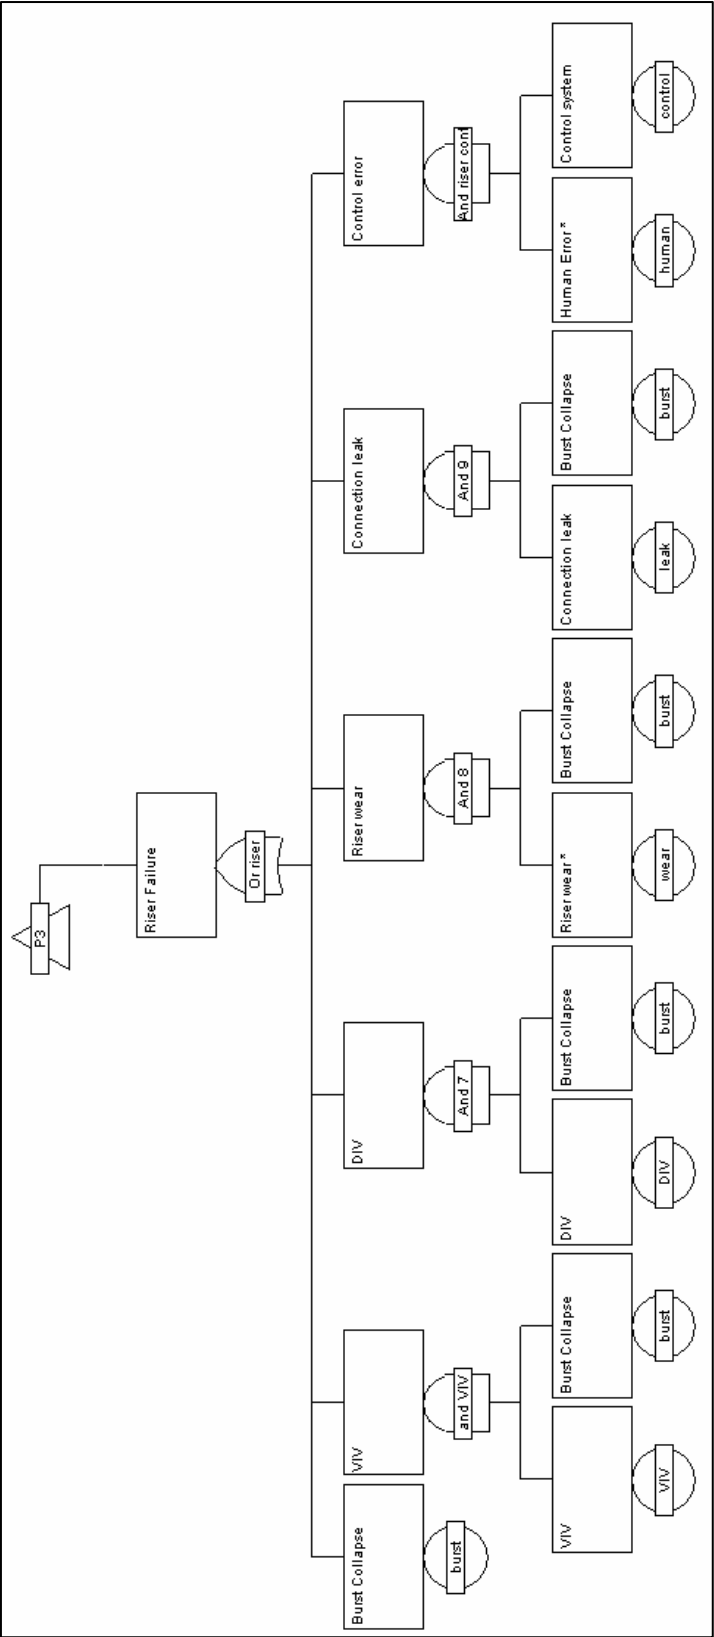 P3
Riser Failure
Or riser
Burst Collapse
burst
VIV
and VIV
DIV
And 7
Riser wear
And 8
Connection leak
And 9
Control error
And riser cont
VIV
VIV
Burst Collapse
burst
DIV
DIV
Burst Collapse
burst
Riser wear*
wear
Burst Collapse
burst
Connection leak
leak
Burst Collapse
burst
Human Error*
human
Control system
control